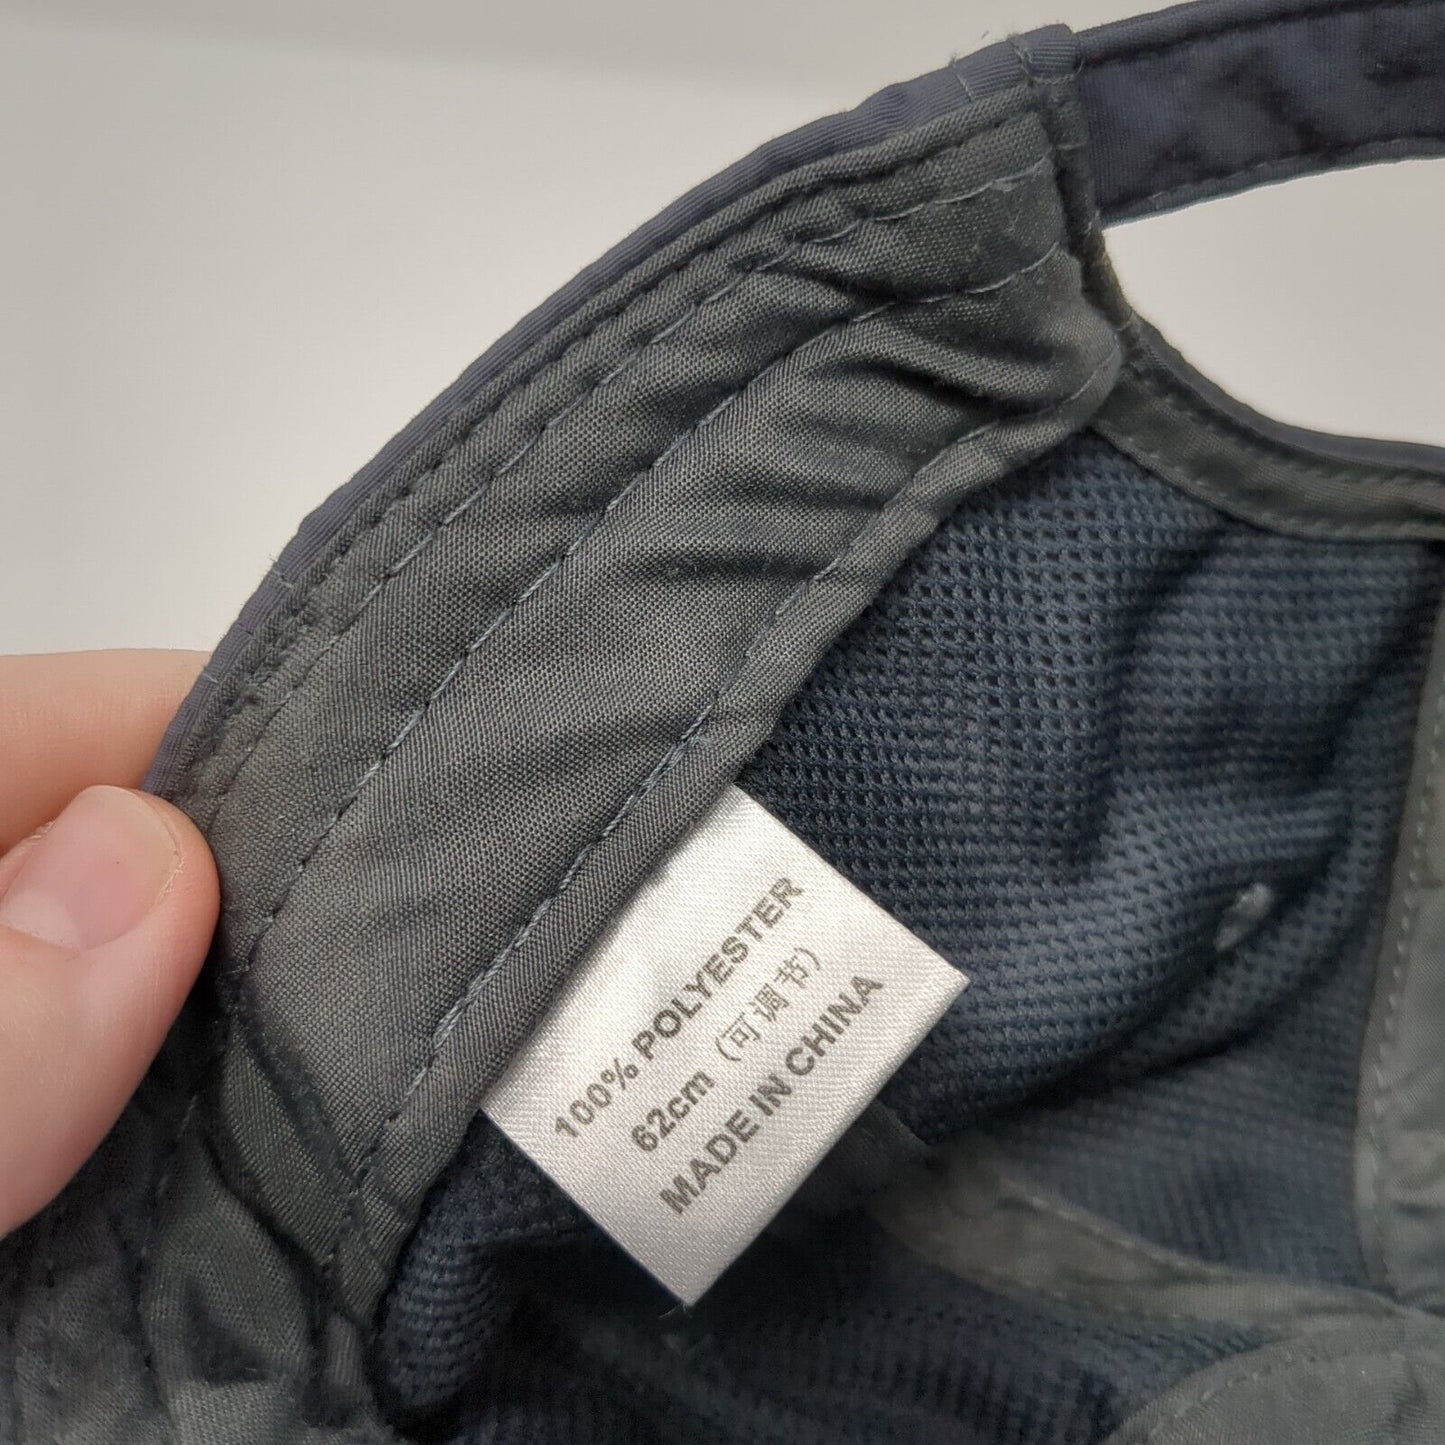 100% POLYESTER
62cm (可调节)
MADE IN CHINA